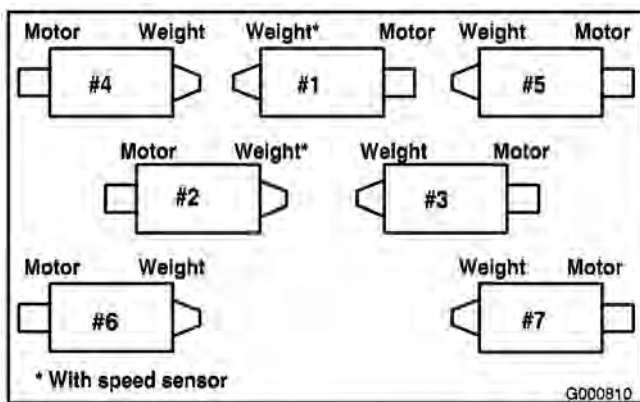 Motor Weight Weight* Motor Weight Motor
#4 #1 #5
Motor Weight* Weight Motor
#2 #3
Motor Weight Weight Motor
#6 #7
* With speed sensor
G000810